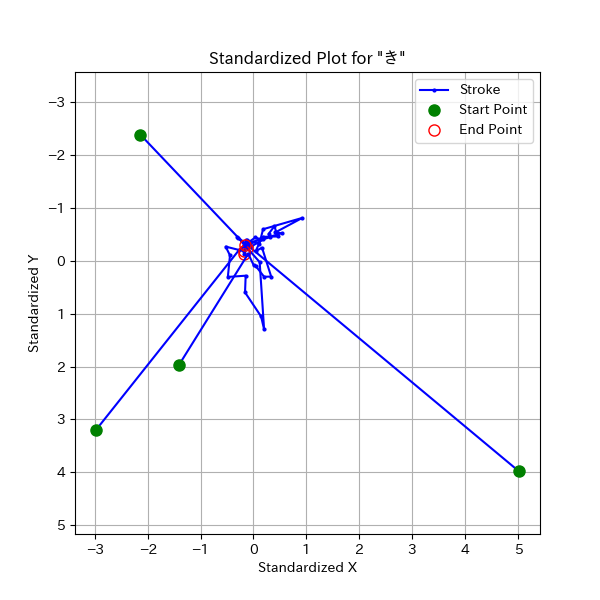 Standardized Plot for "き"
Stroke
Start Point
End Point
−3
−2
−1
0
1
2
3
4
5
Standardized Y
−3 −2 −1 0 1 2 3 4 5
Standardized X